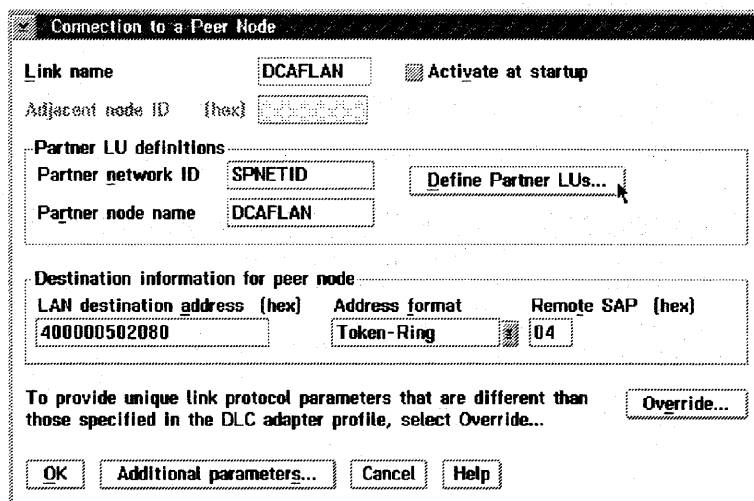 Connection to a Peer Node
Link name DCAFLAN Activate at startup
Adjacent node ID (hex)
Partner LU definitions
Partner network ID SPNETID Define Partner LUs...
Partner node name DCAFLAN
Destination information for peer node
LAN destination address (hex) Address format Remote SAP (hex)
400000502080 Token-Ring 04
To provide unique link protocol parameters that are different than
those specified in the DLC adapter profile, select Override... Override...
OK Additional parameters... Cancel Help